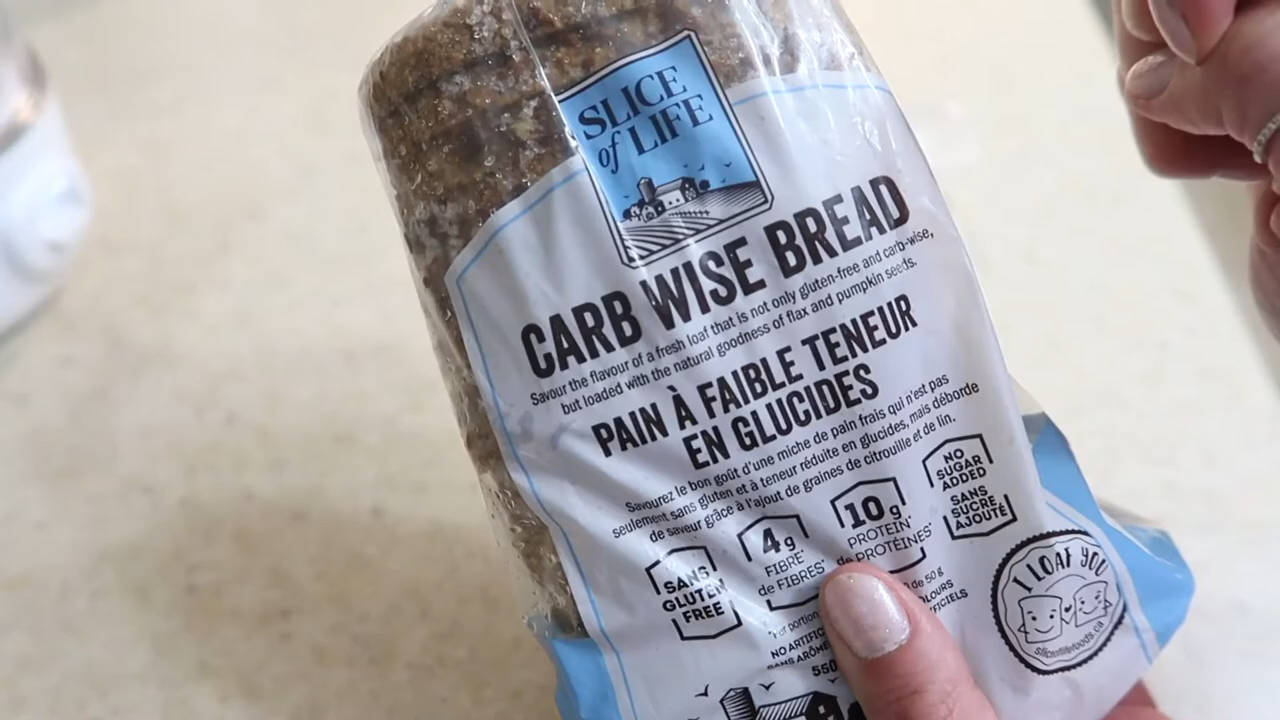 SLICE
of LIFE
CARB WISE BREAD
Savour the flavour of a fresh loaf that is not only gluten-free and carb-wise,
but loaded with the natural goodness of flax and pumpkin seeds.
PAIN À FAIBLE TENEUR
EN GLUCIDES
Savourez le bon goût d'une miche de pain frais qui n'est pas
seulement sans gluten et à teneur réduite en glucides, mais déborde
de saveur grâce à l'ajout de graines de citrouille et de lin.
SANS
GLUTEN
FREE
4g
FIBRE*
de FIBRES*
10g
PROTEIN*
de PROTÉINES*
NO
SUGAR
ADDED
SANS
SUCRE
AJOUTÉ
*Per portion
de 50 g
NO
SANS
550
I LOAF YOU
sliceoflifefoods.ca